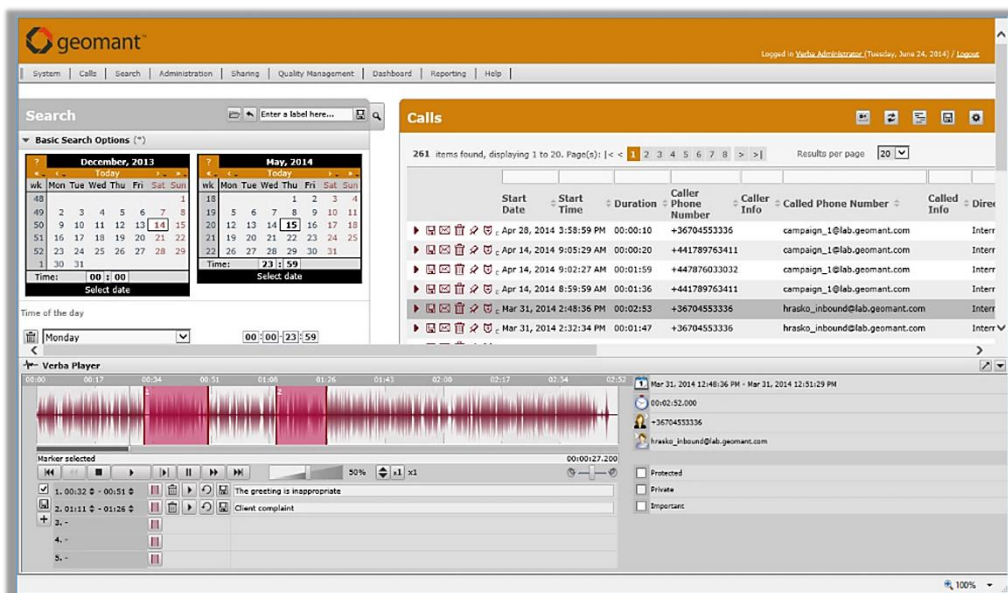 geomant™
Logged in Verba Administrator (Tuesday, June 24, 2014) / Logout
System | Calls | Search | Administration | Sharing | Quality Management | Dashboard | Reporting | Help |
Search
Enter a label here...
Basic Search Options (*)
? December, 2013
Today
wk Mon Tue Wed Thu Fri Sat Sun
48 1
49 2 3 4 5 6 7 8
50 9 10 11 12 13 14 15
51 16 17 18 19 20 21 22
52 23 24 25 26 27 28 29
1 30 31
Time: 00 : 00
Select date
? May, 2014
Today
wk Mon Tue Wed Thu Fri Sat Sun
18 1 2 3 4
19 5 6 7 8 9 10 11
20 12 13 14 15 16 17 18
21 19 20 21 22 23 24 25
22 26 27 28 29 30 31
Time: 23 : 59
Select date
Time of the day
Monday 00:00-23:59
Calls
261 items found, displaying 1 to 20. Page(s): |< < 1 2 3 4 5 6 7 8 > >| Results per page 20
Start Date Start Time Duration Caller Phone Number Caller Info Called Phone Number Called Info Direc
Apr 28, 2014 3:58:59 PM 00:00:10 +36704553336 campaign_1@lab.geomant.com Interr
Apr 14, 2014 9:05:29 AM 00:00:20 +441789763411 campaign_1@lab.geomant.com Interr
Apr 14, 2014 9:02:27 AM 00:01:59 +447876033032 campaign_1@lab.geomant.com Interr
Apr 14, 2014 8:59:59 AM 00:01:36 +441789763411 campaign_1@lab.geomant.com Interr
Mar 31, 2014 2:48:36 PM 00:02:53 +36704553336 hrasko_inbound@lab.geomant.com Interr
Mar 31, 2014 2:32:34 PM 00:01:47 +36704553336 hrasko_inbound@lab.geomant.com Interr
Verba Player
00:00 00:17 00:34 00:51 01:08 01:26 01:43 02:00 02:17 02:34 02:52
1 2
Marker selected 00:00:27.200
50% x1 x1
1. 00:32 - 00:51 The greeting is inappropriate
2. 01:11 - 01:26 Client complaint
3. -
4. -
5. -
Mar 31, 2014 12:48:36 PM - Mar 31, 2014 12:51:29 PM
00:02:52.000
+36704553336
hrasko_inbound@lab.geomant.com
Protected
Private
Important
100%